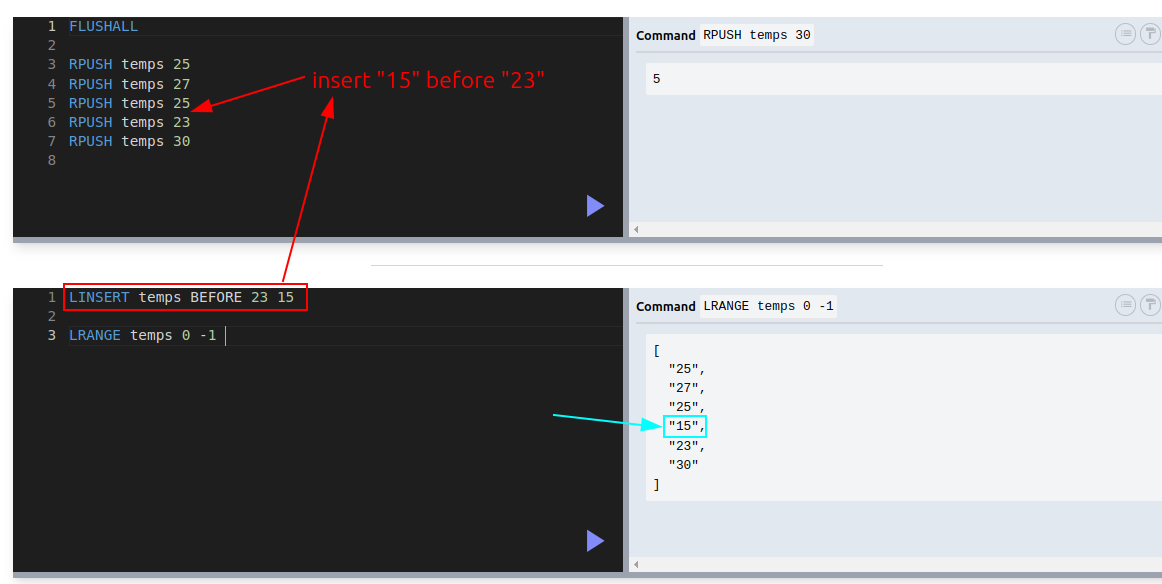 1 FLUSHALL
2
3 RPUSH temps 25
4 RPUSH temps 27
5 RPUSH temps 25
6 RPUSH temps 23
7 RPUSH temps 30
8
insert "15" before "23"
Command RPUSH temps 30
5
1 LINSERT temps BEFORE 23 15
2
3 LRANGE temps 0 -1
Command LRANGE temps 0 -1
[
"25",
"27",
"25",
"15",
"23",
"30"
]